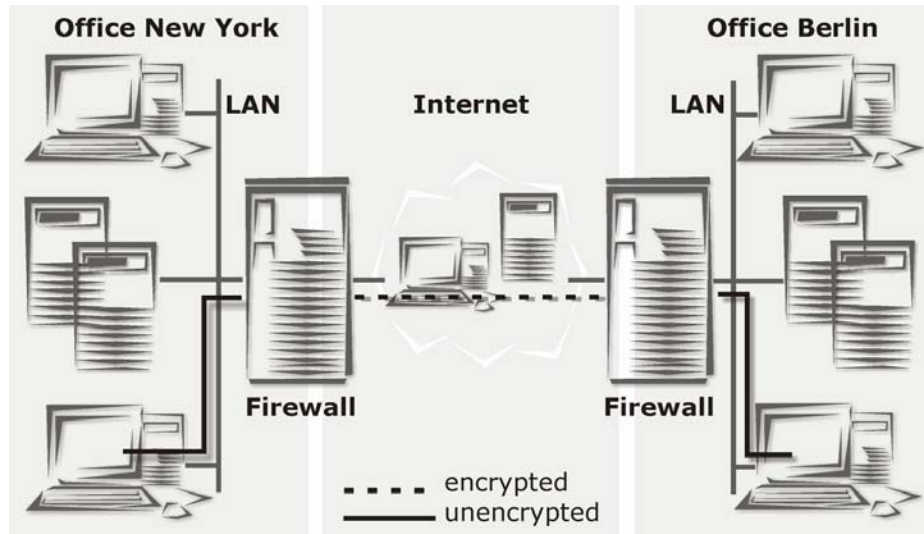 Office New York
Office Berlin
LAN
Internet
LAN
Firewall
Firewall
encrypted
unencrypted